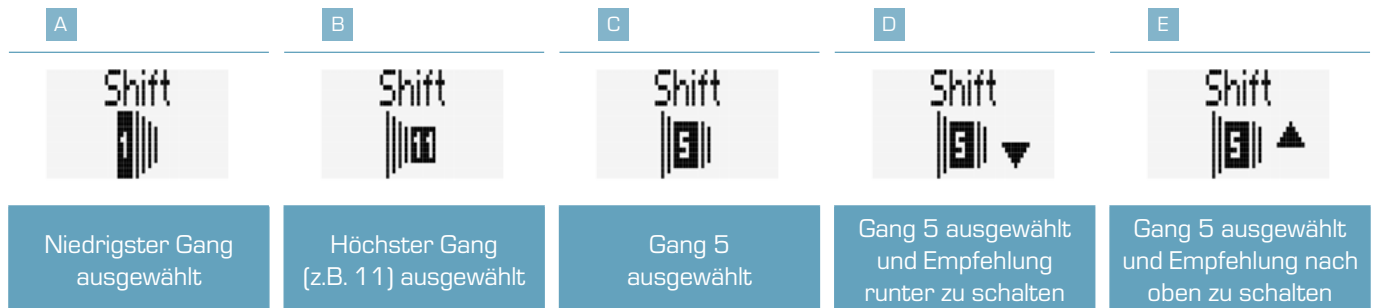 A
B
C
D
E
Shift
1
Shift
11
Shift
5
Shift
5
Shift
5
Niedrigster Gang
ausgewählt
Höchster Gang
(z.B. 11) ausgewählt
Gang 5
ausgewählt
Gang 5 ausgewählt
und Empfehlung
runter zu schalten
Gang 5 ausgewählt
und Empfehlung nach
oben zu schalten